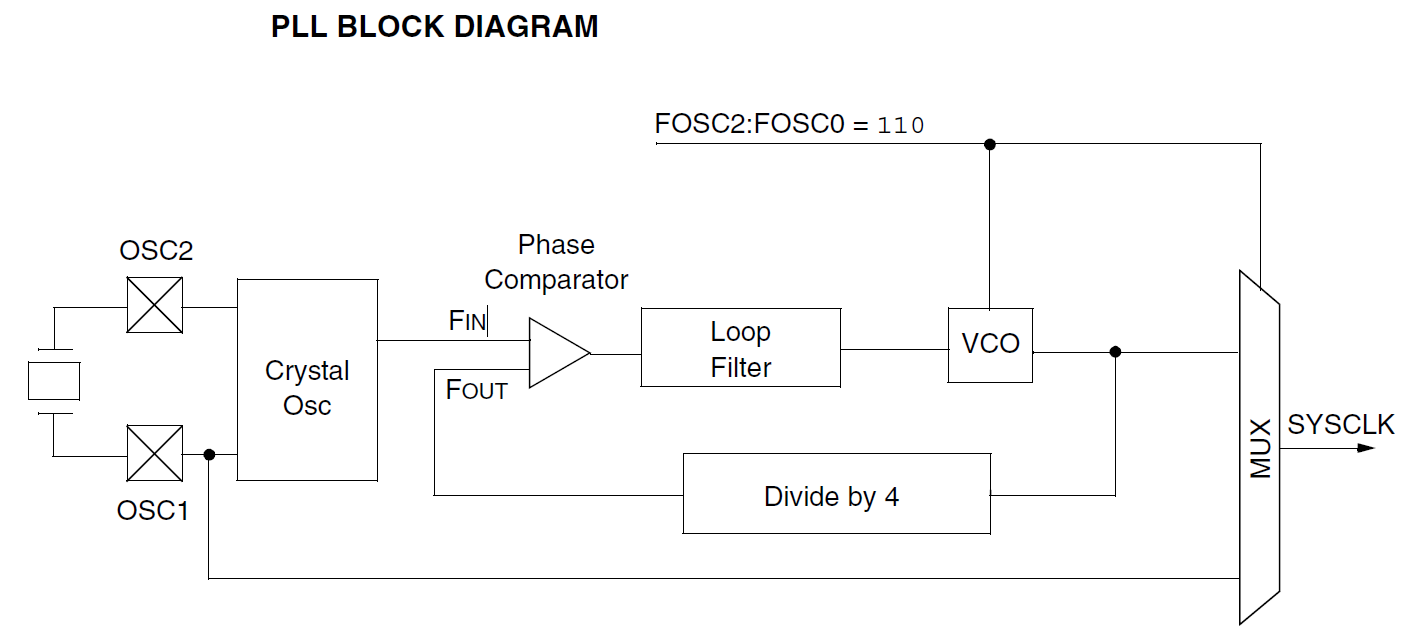 PLL BLOCK DIAGRAM
FOSC2:FOSC0 = 110
OSC2
Phase
Comparator
FIN
Loop
Filter
VCO
Crystal
Osc
FOUT
SYSCLK
MUX
Divide by 4
OSC1